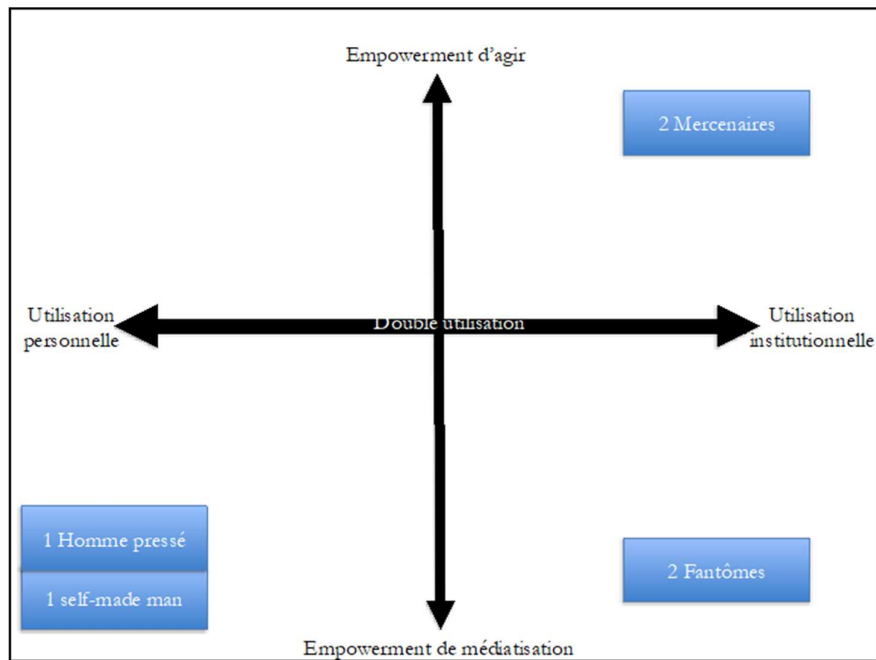 Empowerment d’agir
2 Mercenaires
Utilisation
personnelle
Double utilisation
Utilisation
institutionnelle
1 Homme pressé
1 self-made man
2 Fantômes
Empowerment de médiatisation